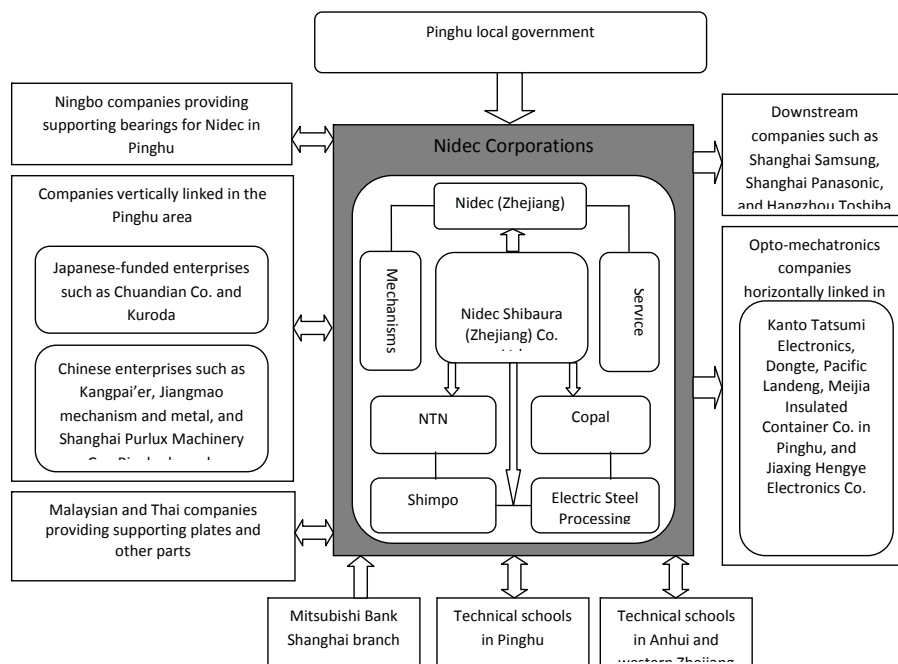 Pinghu local government
Ningbo companies providing
supporting bearings for Nidec in
Pinghu
Companies vertically linked in the
Pinghu area
Japanese-funded enterprises
such as Chuandian Co. and
Kuroda
Chinese enterprises such as
Kangpai’er, Jiangmao
mechanism and metal, and
Shanghai Purlux Machinery
Malaysian and Thai companies
providing supporting plates and
other parts
Nidec Corporations
Nidec (Zhejiang)
Mechanisms
Nidec Shibaura
(Zhejiang) Co.
Service
NTN
Copal
Shimpo
Electric Steel
Processing
Downstream
companies such as
Shanghai Samsung,
Shanghai Panasonic,
and Hangzhou Toshiba
Opto-mechatronics
companies
horizontally linked in
Kanto Tatsumi
Electronics,
Dongte, Pacific
Landeng, Meijia
Insulated
Container Co. in
Pinghu, and
Jiaxing Hengye
Electronics Co.
Mitsubishi Bank
Shanghai branch
Technical schools
in Pinghu
Technical schools
in Anhui and
western Zhejiang